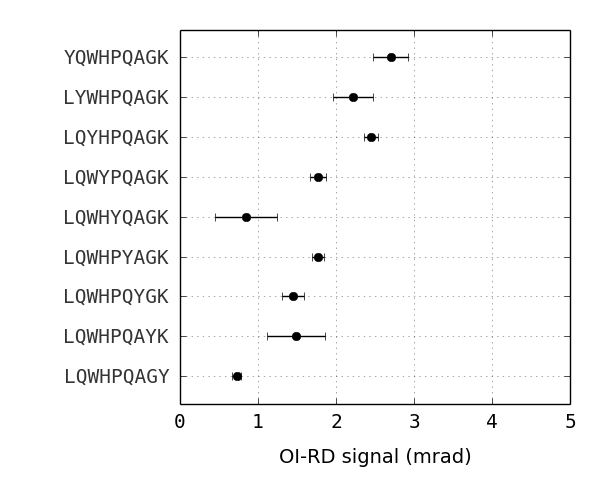 YQWHPQAGK
LYWHPQAGK
LQYHPQAGK
LQWYPQAGK
LQWHYQAGK
LQWHPYAGK
LQWHPQYGK
LQWHPQAYK
LQWHPQAGY
0 1 2 3 4 5
OI-RD signal (mrad)